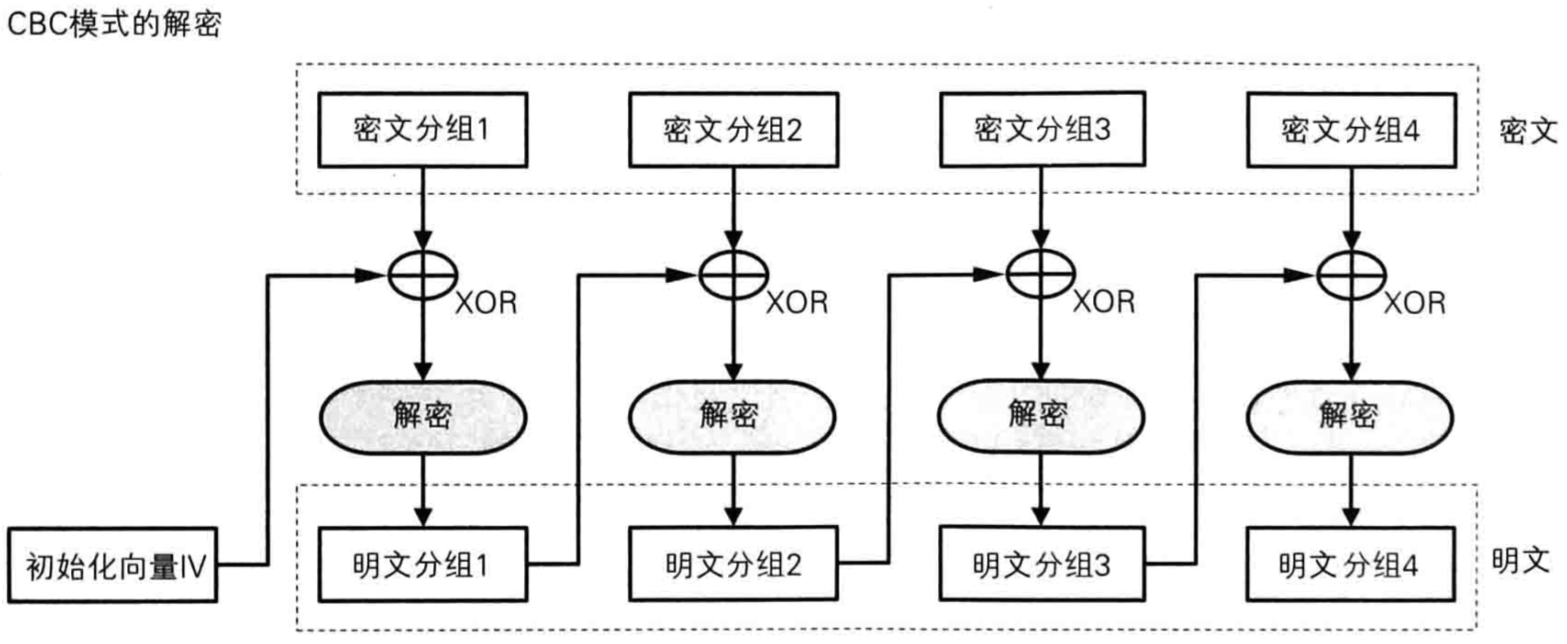 CBC模式的解密
密文分组1
密文分组2
密文分组3
密文分组4
密文
XOR
XOR
XOR
XOR
解密
解密
解密
解密
初始化向量IV
明文分组1
明文分组2
明文分组3
明文分组4
明文